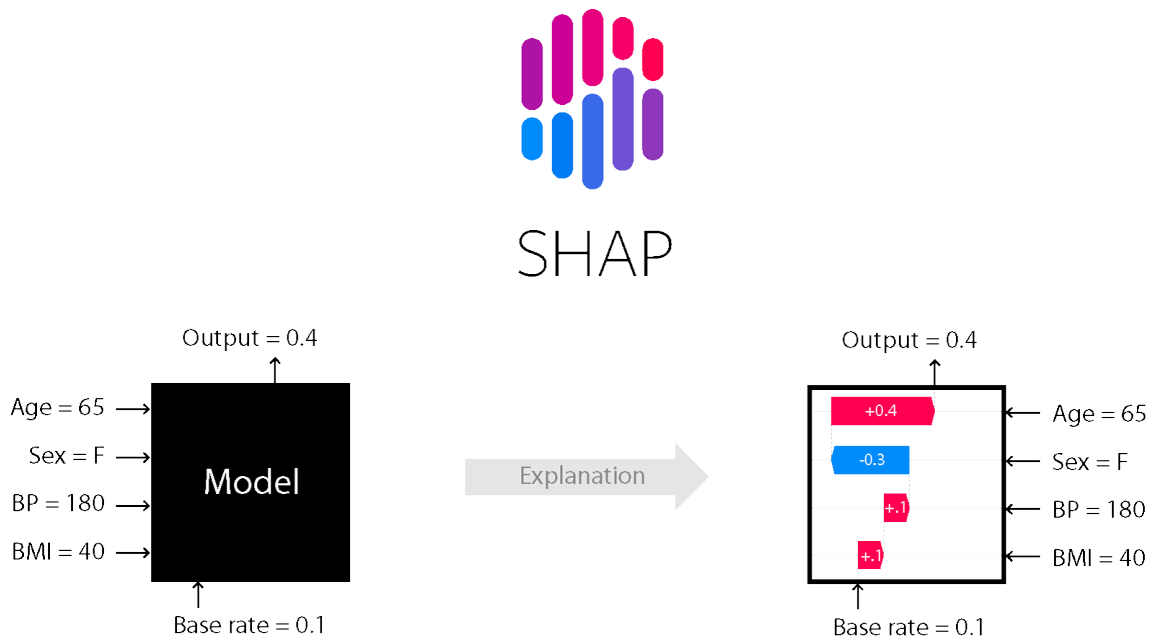 SHAP
Output = 0.4
Age = 65
Sex = F
BP = 180
BMI = 40
Model
Base rate = 0.1
Explanation
Output = 0.4
+0.4
Age = 65
-0.3
Sex = F
+.1
BP = 180
+.1
BMI = 40
Base rate = 0.1